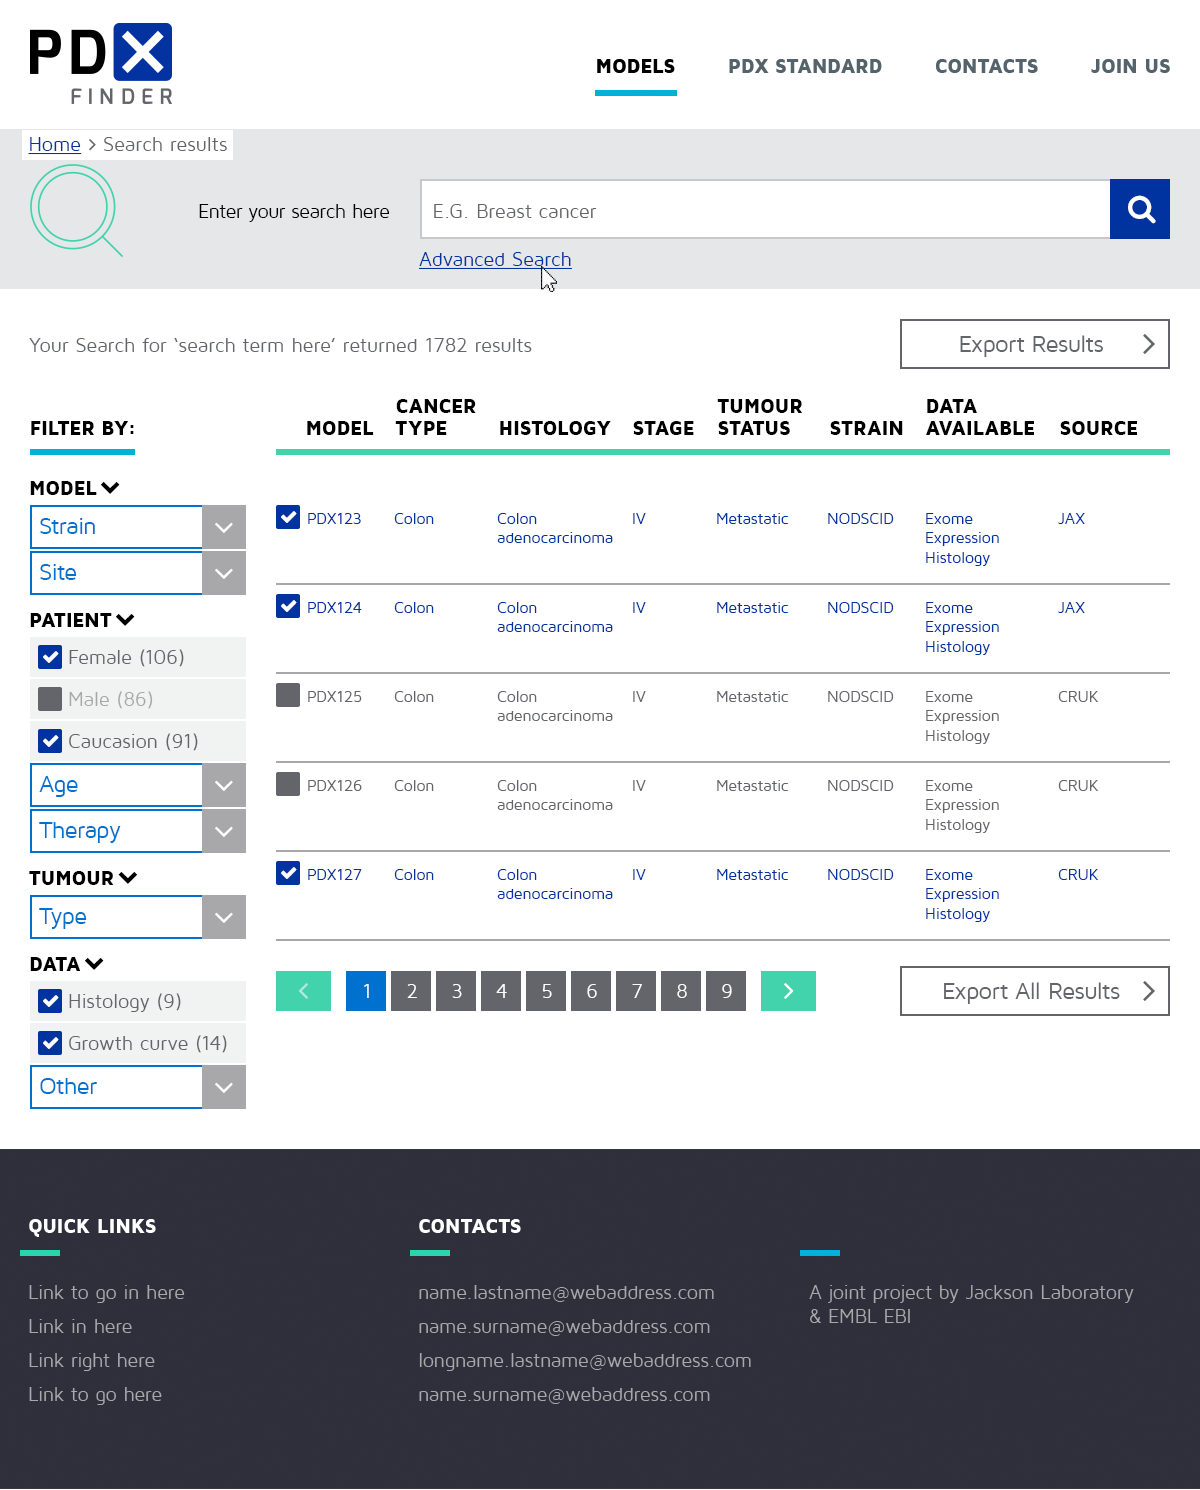 PDX
FINDER
MODELS PDX STANDARD CONTACTS JOIN US
Home > Search results
Enter your search here
E.G. Breast cancer
Advanced Search
Your Search for ‘search term here’ returned 1782 results
Export Results
FILTER BY:
MODEL
Strain
Site
PATIENT
Female (106)
Male (86)
Caucasion (91)
Age
Therapy
TUMOUR
Type
DATA
Histology (9)
Growth curve (14)
Other
MODEL CANCER TYPE HISTOLOGY STAGE TUMOUR STATUS STRAIN DATA AVAILABLE SOURCE
PDX123 Colon Colon IV Metastatic NODSCID Exome JAX
adenocarcinoma Expression
Histology
PDX124 Colon Colon IV Metastatic NODSCID Exome JAX
adenocarcinoma Expression
Histology
PDX125 Colon Colon IV Metastatic NODSCID Exome CRUK
adenocarcinoma Expression
Histology
PDX126 Colon Colon IV Metastatic NODSCID Exome CRUK
adenocarcinoma Expression
Histology
PDX127 Colon Colon IV Metastatic NODSCID Exome CRUK
adenocarcinoma Expression
Histology
< 1 2 3 4 5 6 7 8 9 >
Export All Results
QUICK LINKS
Link to go in here
Link in here
Link right here
Link to go here
CONTACTS
name.lastname@webaddress.com
name.surname@webaddress.com
longname.lastname@webaddress.com
name.surname@webaddress.com
A joint project by Jackson Laboratory
& EMBL EBI